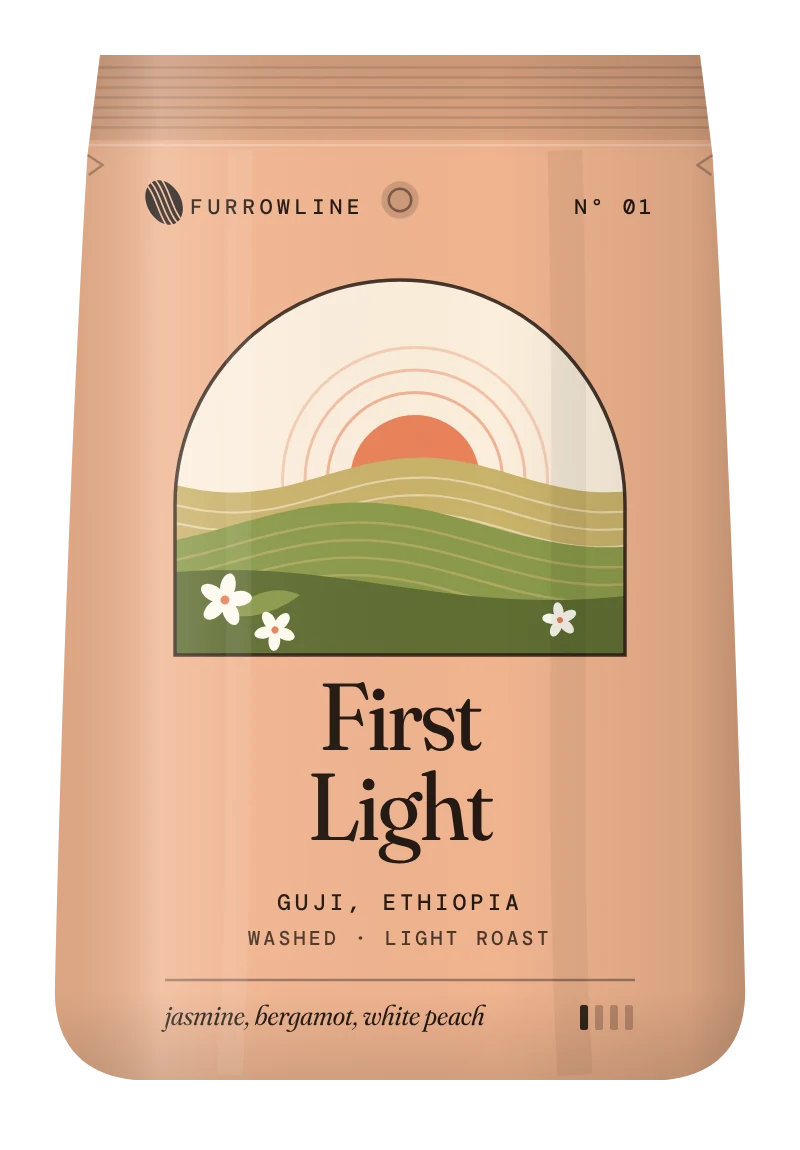 FURROWLINE
N° 01
First
Light
GUJI, ETHIOPIA
WASHED · LIGHT ROAST
jasmine, bergamot, white peach